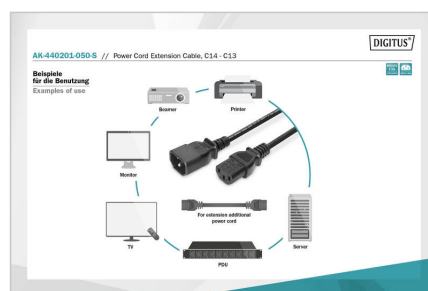 DIGITUS®
AK-440201-050-S // Power Cord Extension Cable, C14 - C13
Beispiele
für die Benutzung
Examples of use
Beamer
Printer
Monitor
For extension additional
power cord
TV
Server
PDU